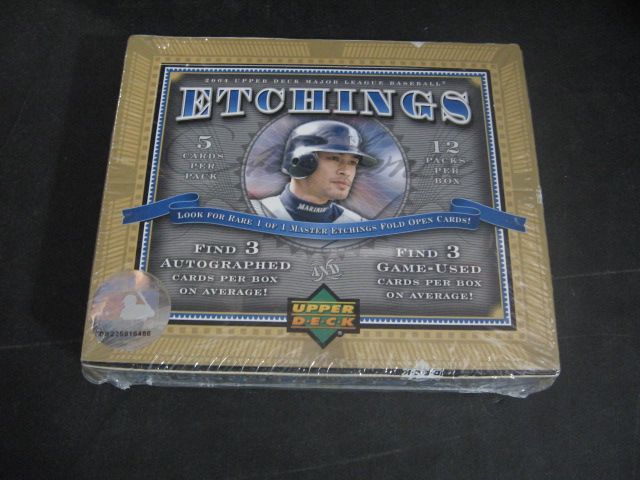 2004 UPPER DECK MAJOR LEAGUE BASEBALL
ETCHINGS
5
CARDS
PER
PACK
12
PACKS
PER
BOX
MARINERS
LOOK FOR RARE 1 OF 1 MASTER ETCHINGS FOLD OPEN CARDS!
FIND 3
AUTOGRAPHED
CARDS PER BOX
ON AVERAGE!
AND
FIND 3
GAME-USED
CARDS PER BOX
ON AVERAGE!
UPPER
DECK